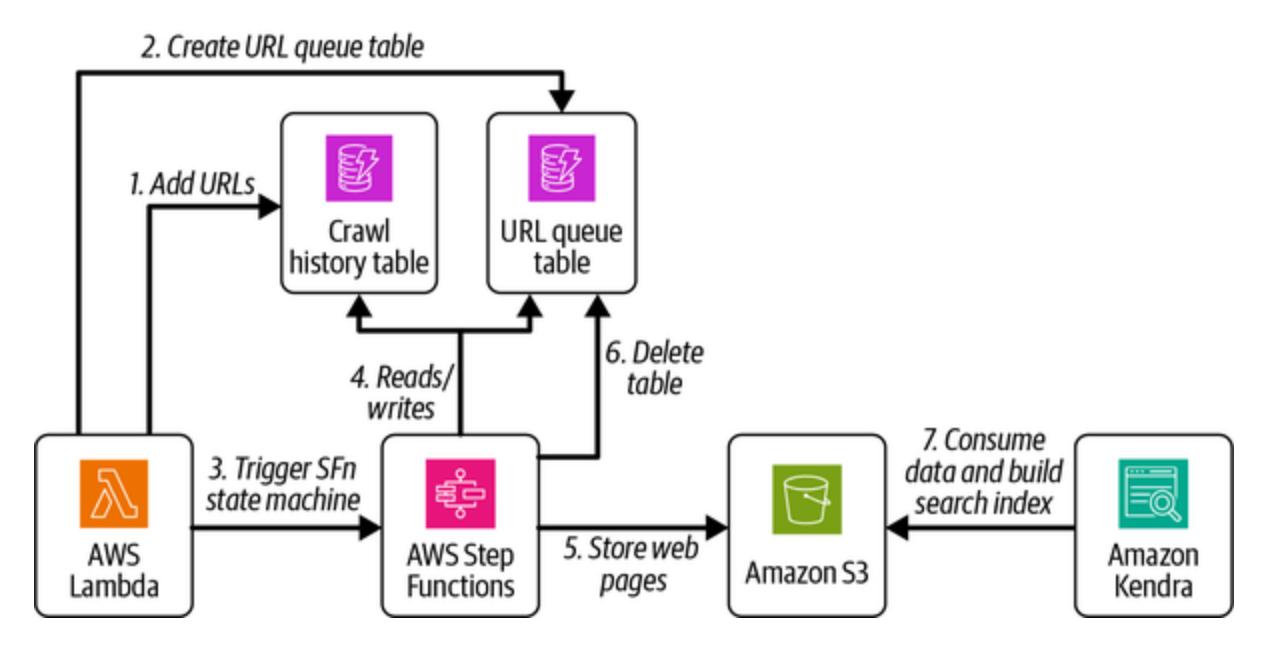 2. Create URL queue table
1. Add URLs
Crawl
history table
URL queue
table
4. Reads/
writes
6. Delete
table
AWS
Lambda
3. Trigger SFn
state machine
AWS Step
Functions
5. Store web
pages
Amazon S3
7. Consume
data and build
search index
Amazon
Kendra